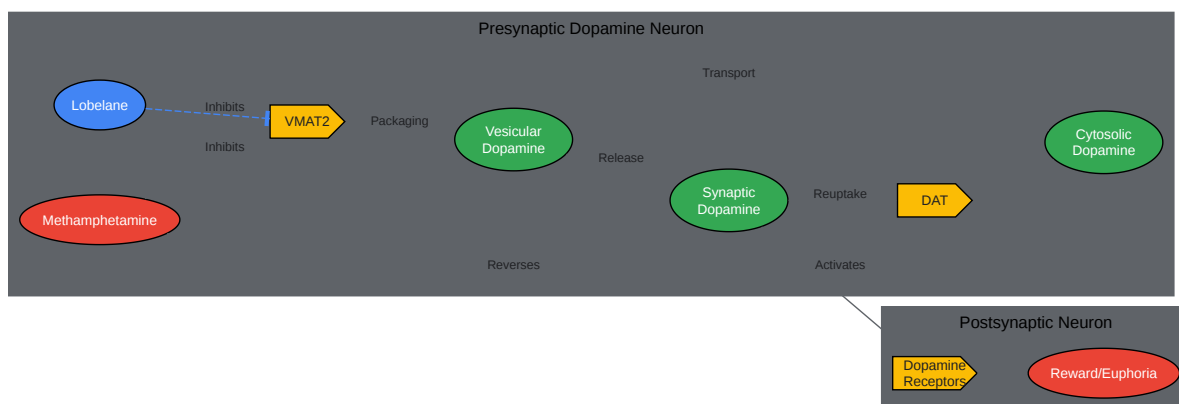 Presynaptic Dopamine Neuron
Transport
Lobelane
Inhibits
VMAT2
Packaging
Vesicular
Dopamine
Cytosolic
Dopamine
Inhibits
Release
Methamphetamine
Synaptic
Dopamine
Reuptake
DAT
Reverses
Activates
Postsynaptic Neuron
Dopamine
Receptors
Reward/Euphoria